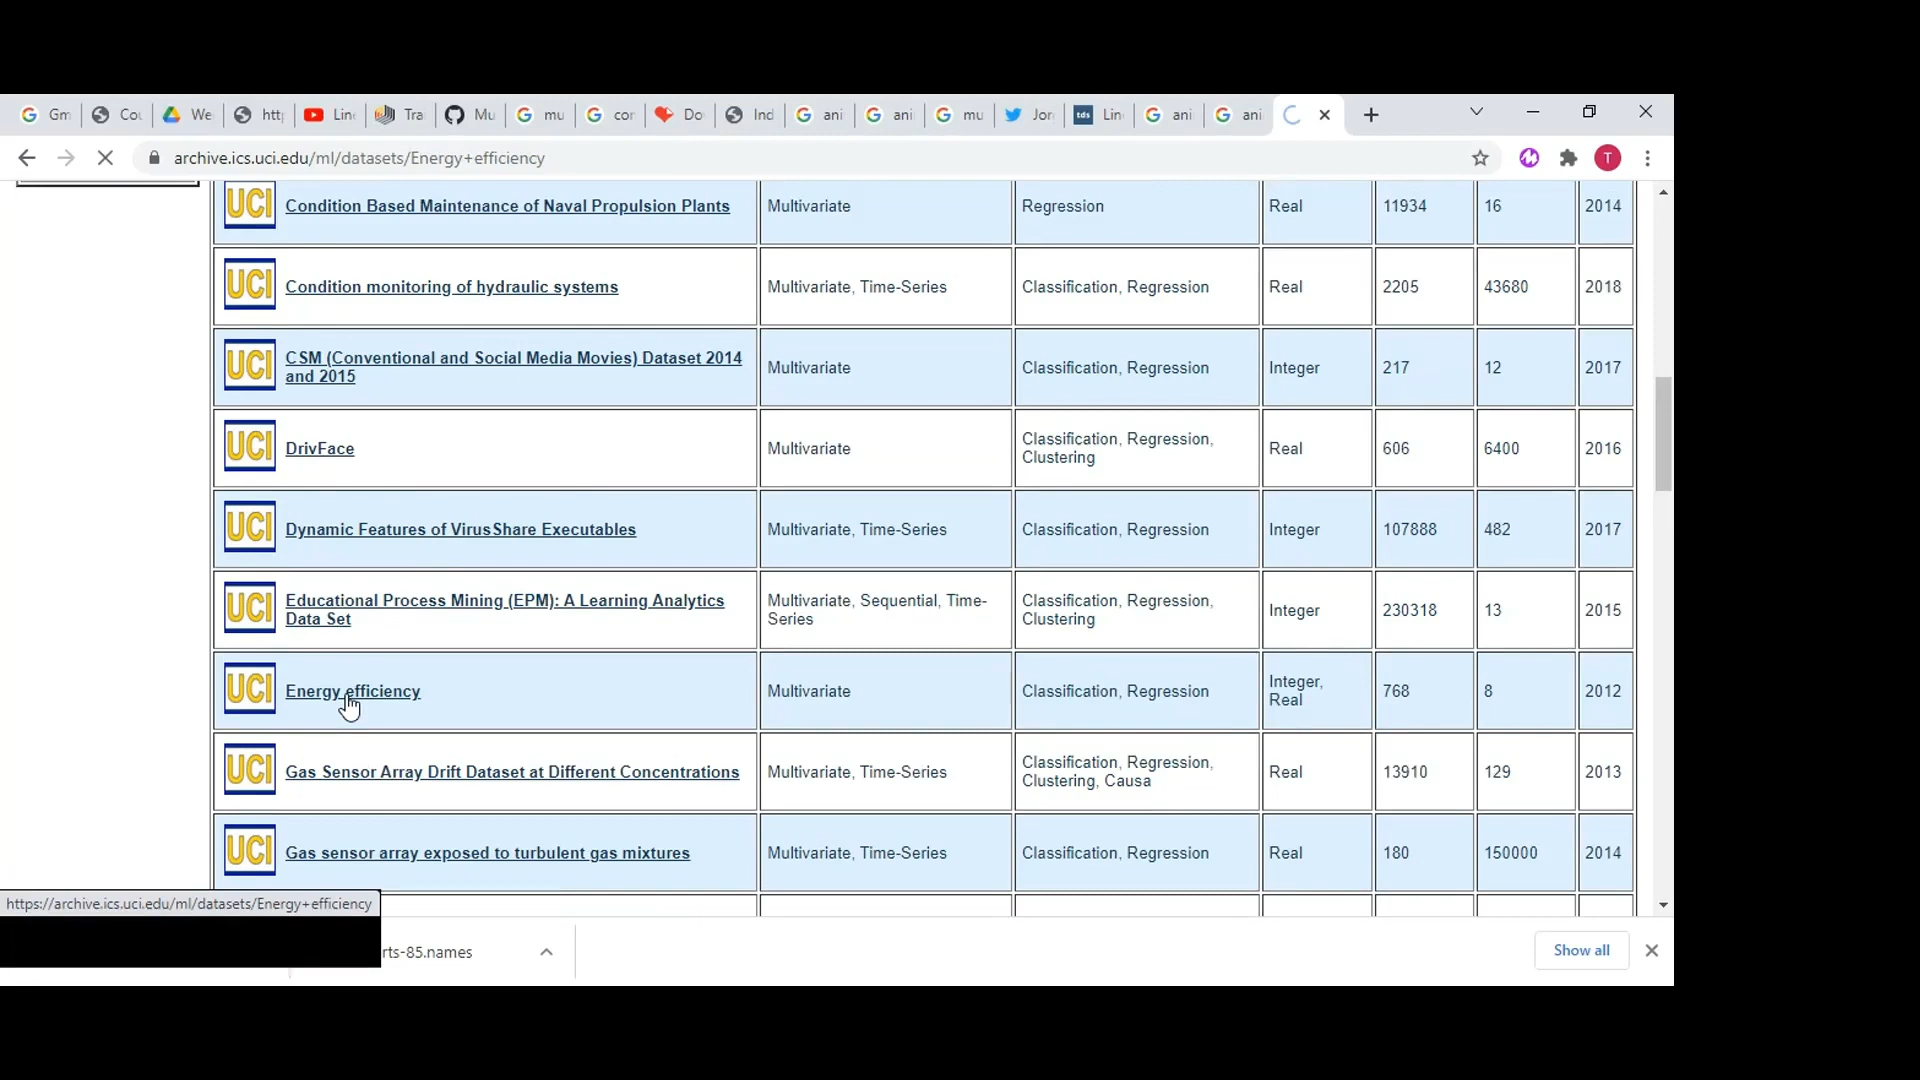 Gm Cou We http Lin Tra Mu mu cor Do Ind ani ani mu Jor tds Lin ani ani
archive.ics.uci.edu/ml/datasets/Energy+efficiency T
UCI Condition Based Maintenance of Naval Propulsion Plants Multivariate Regression Real 11934 16 2014
UCI Condition monitoring of hydraulic systems Multivariate, Time-Series Classification, Regression Real 2205 43680 2018
UCI CSM (Conventional and Social Media Movies) Dataset 2014
and 2015 Multivariate Classification, Regression Integer 217 12 2017
UCI DrivFace Multivariate Classification, Regression,
Clustering Real 606 6400 2016
UCI Dynamic Features of VirusShare Executables Multivariate, Time-Series Classification, Regression Integer 107888 482 2017
UCI Educational Process Mining (EPM): A Learning Analytics
Data Set Multivariate, Sequential, Time-
Series Classification, Regression,
Clustering Integer 230318 13 2015
UCI Energy efficiency Multivariate Classification, Regression Integer,
Real 768 8 2012
UCI Gas Sensor Array Drift Dataset at Different Concentrations Multivariate, Time-Series Classification, Regression,
Clustering, Causa Real 13910 129 2013
UCI Gas sensor array exposed to turbulent gas mixtures Multivariate, Time-Series Classification, Regression Real 180 150000 2014
https://archive.ics.uci.edu/ml/datasets/Energy+efficiency
rts-85.names Show all